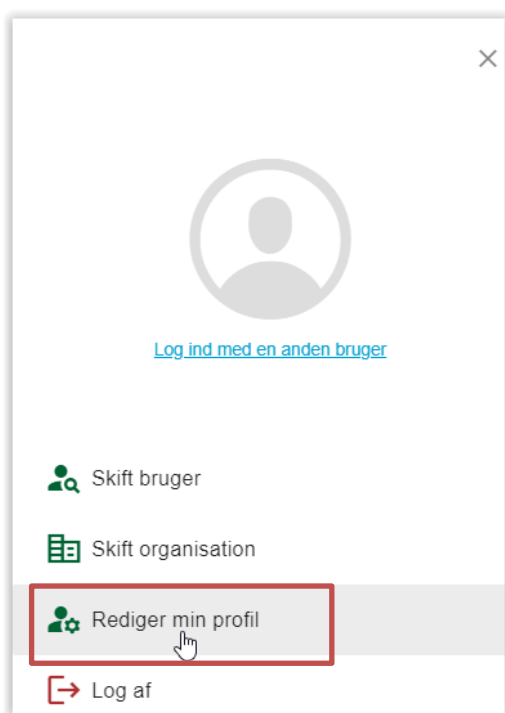 Log ind med en anden bruger
Skift bruger
Skift organisation
Rediger min profil
Log af